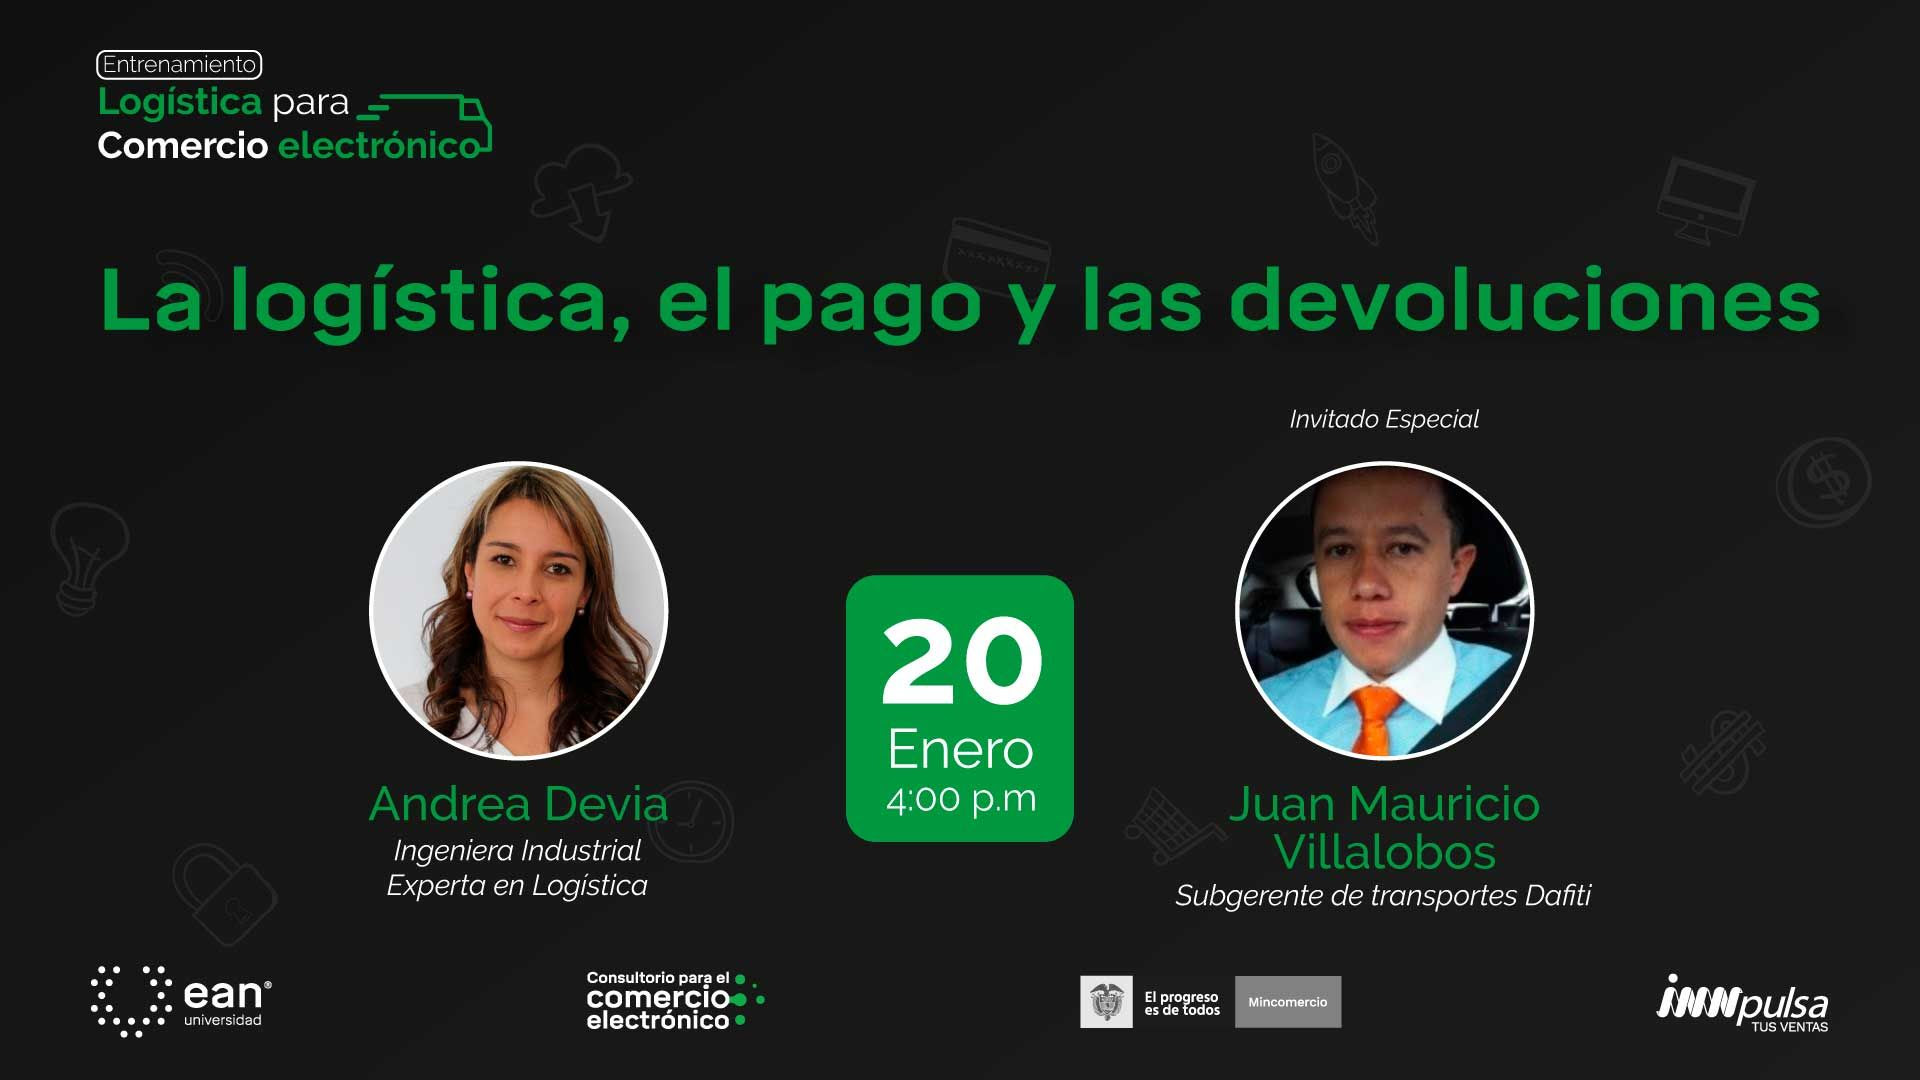 Entrenamiento
Logística para
Comercio electrónico
La logística, el pago y las devoluciones
Invitado Especial
20
Enero
4:00 p.m
Andrea Devia
Ingeniera Industrial
Experta en Logística
Juan Mauricio
Villalobos
Subgerente de transportes Dafiti
ean®
universidad
Consultorio para el
comercio
electrónico
El progreso
es de todos
Mincomercio
innpulsa
TUS VENTAS